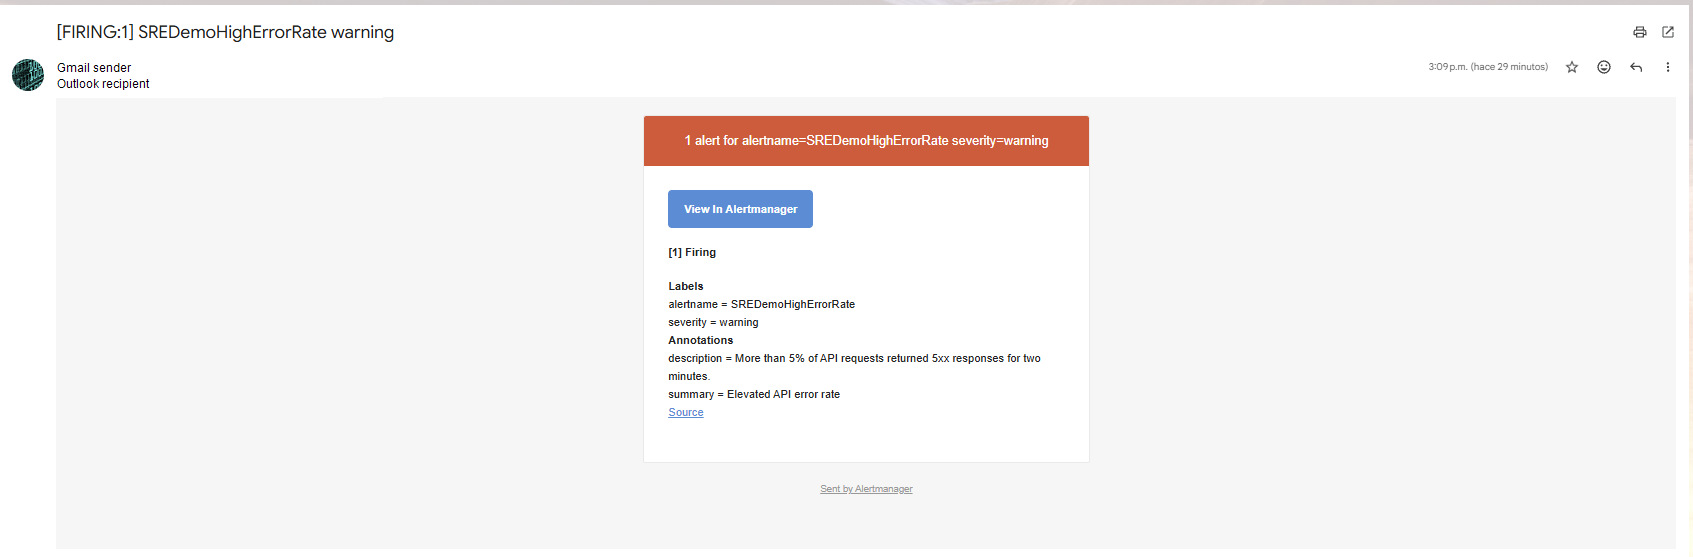 [FIRING:1] SREDemoHighErrorRate warning
Gmail sender
3:09 p.m. (hace 29 minutos)
Outlook recipient
1 alert for alertname=SREDemoHighErrorRate severity=warning
View In Alertmanager
[1] Firing
Labels
alertname = SREDemoHighErrorRate
severity = warning
Annotations
description = More than 5% of API requests returned 5xx responses for two
minutes.
summary = Elevated API error rate
Source
Sent by Alertmanager